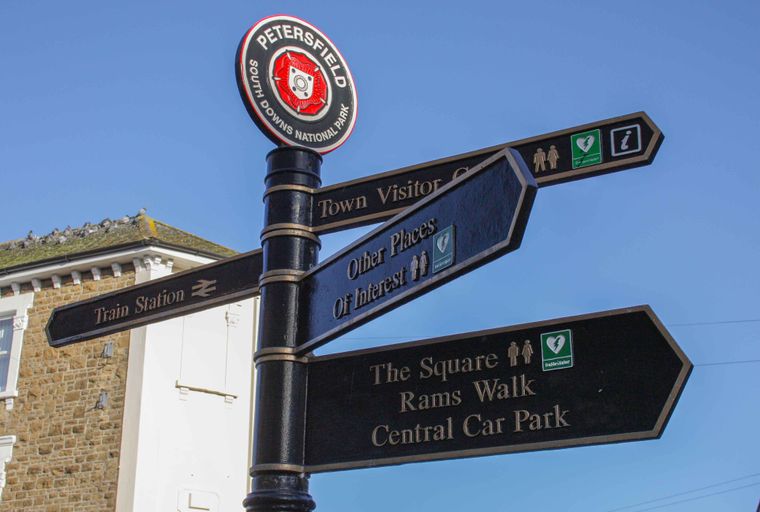 PETERSFIELD
SOUTH DOWNS NATIONAL PARK
Town Visitor
i
Other Places
Of Interest
Train Station
The Square
Rams Walk
Central Car Park